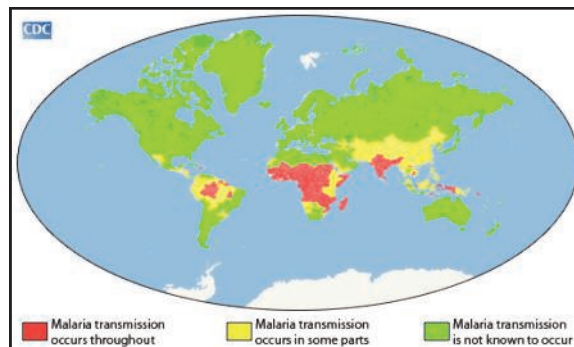 CDC
Malaria transmission
occurs throughout
Malaria transmission
occurs in some parts
Malaria transmission
is not known to occur